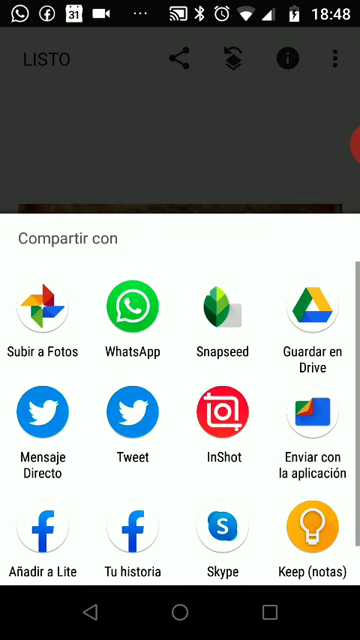 31
18:48
LISTO
Compartir con
Subir a Fotos
WhatsApp
Snapseed
Guardar en
Drive
Mensaje
Directo
Tweet
InShot
Enviar con
la aplicación
Añadir a Lite
Tu historia
Skype
Keep (notas)